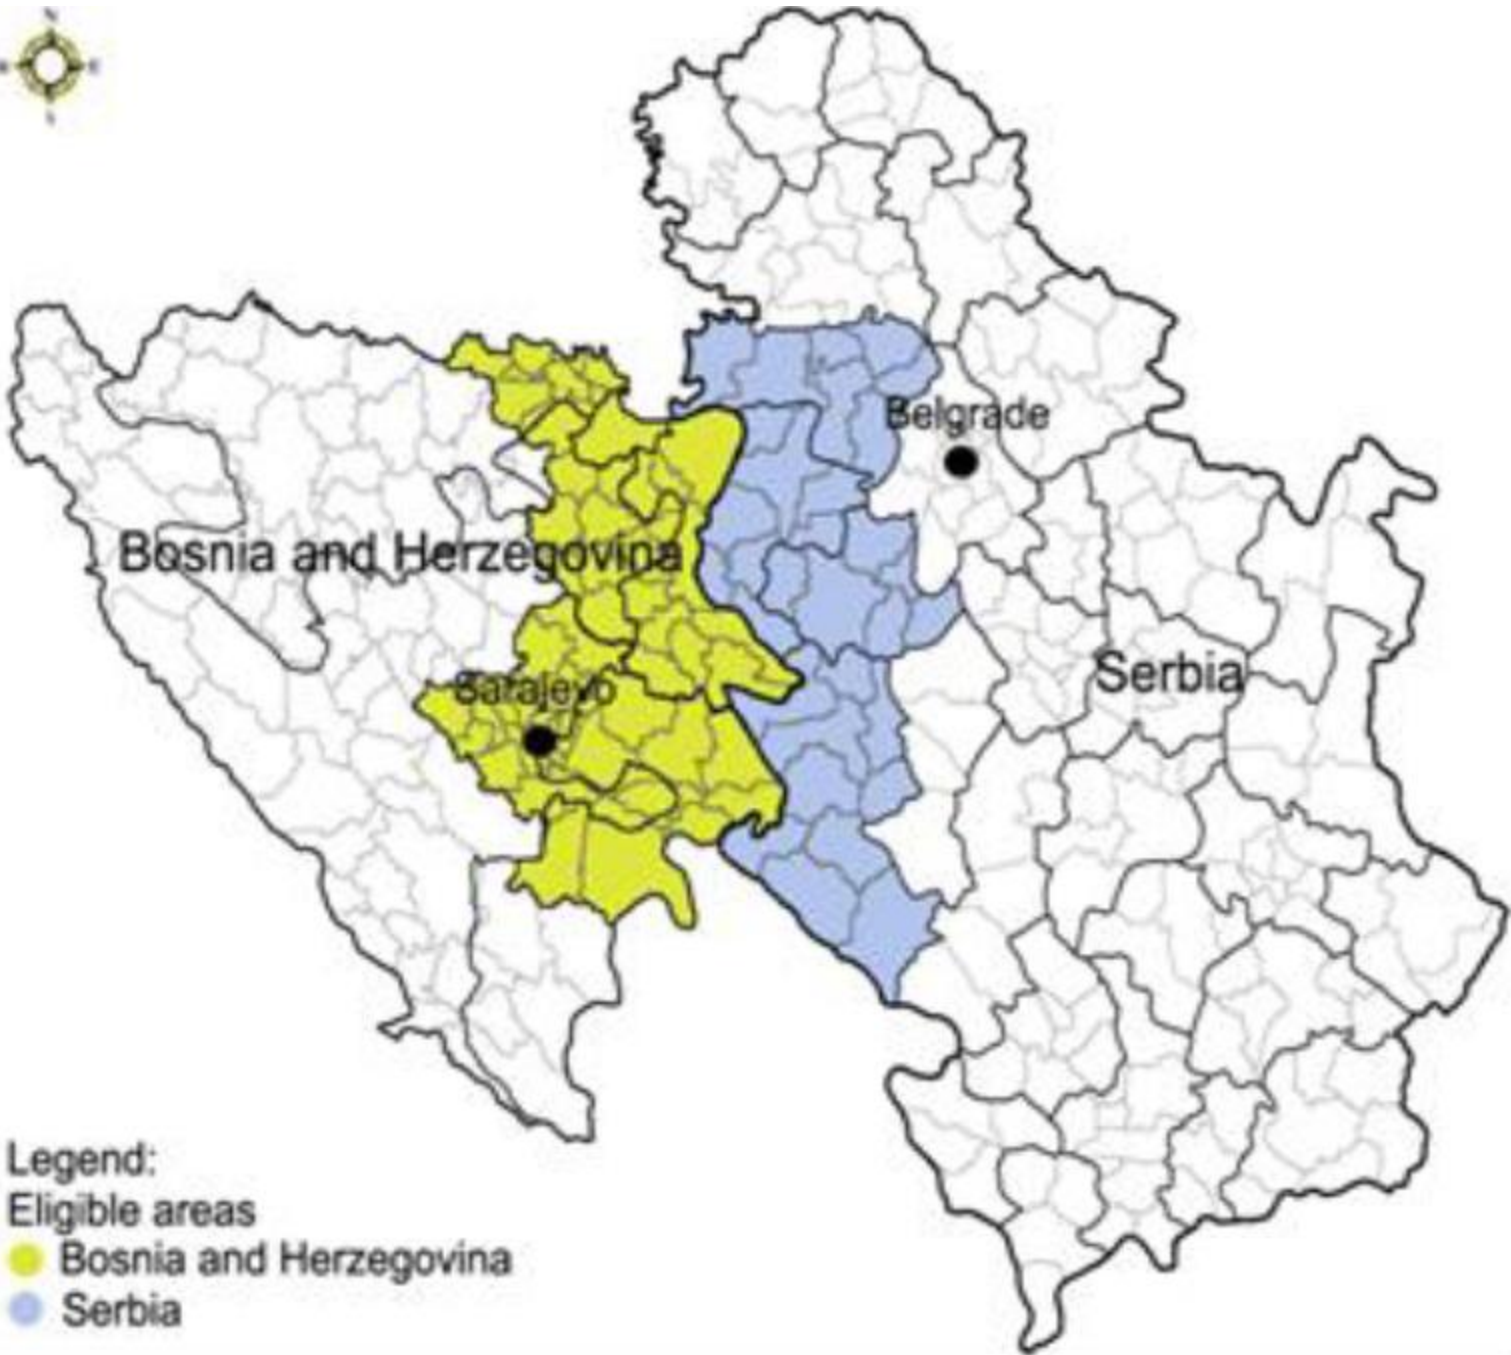 N
Belgrade
Bosnia and Herzegovina
Serbia
Sarajevo
Legend:
Eligible areas
Bosnia and Herzegovina
Serbia